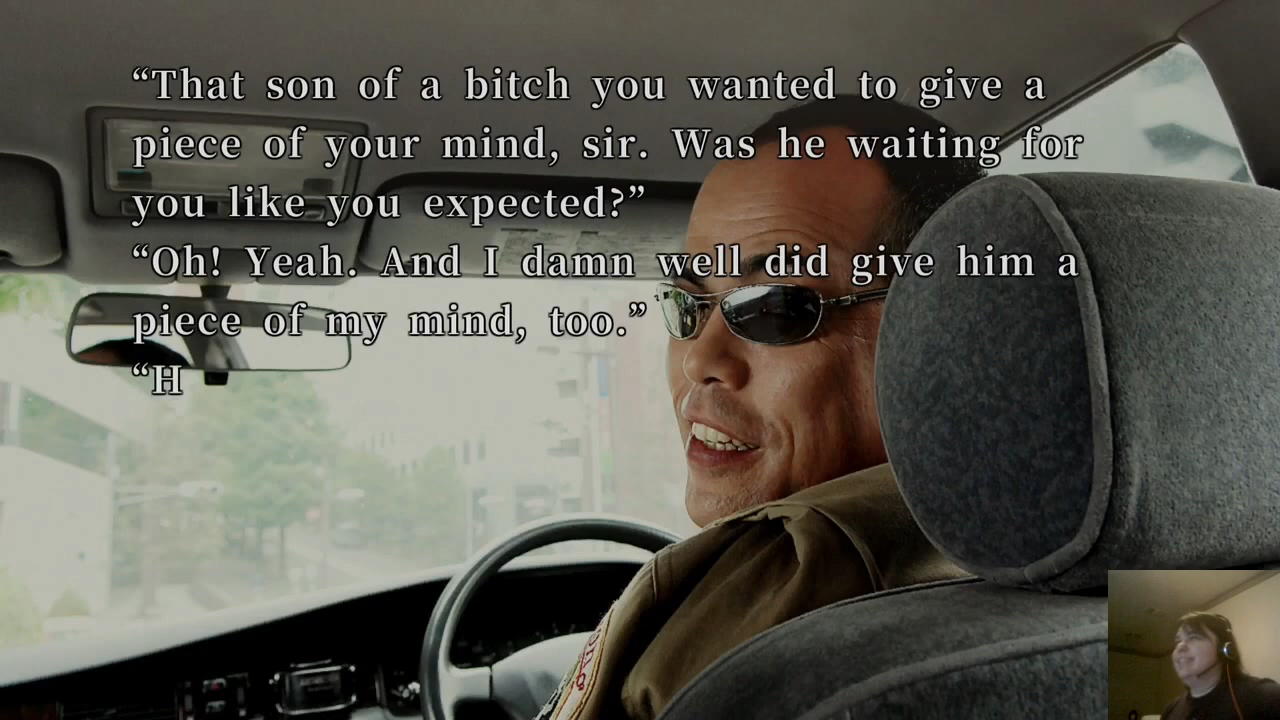 “That son of a bitch you wanted to give a
piece of your mind, sir. Was he waiting for
you like you expected?”
“Oh! Yeah. And I damn well did give him a
piece of my mind, too.”
“H